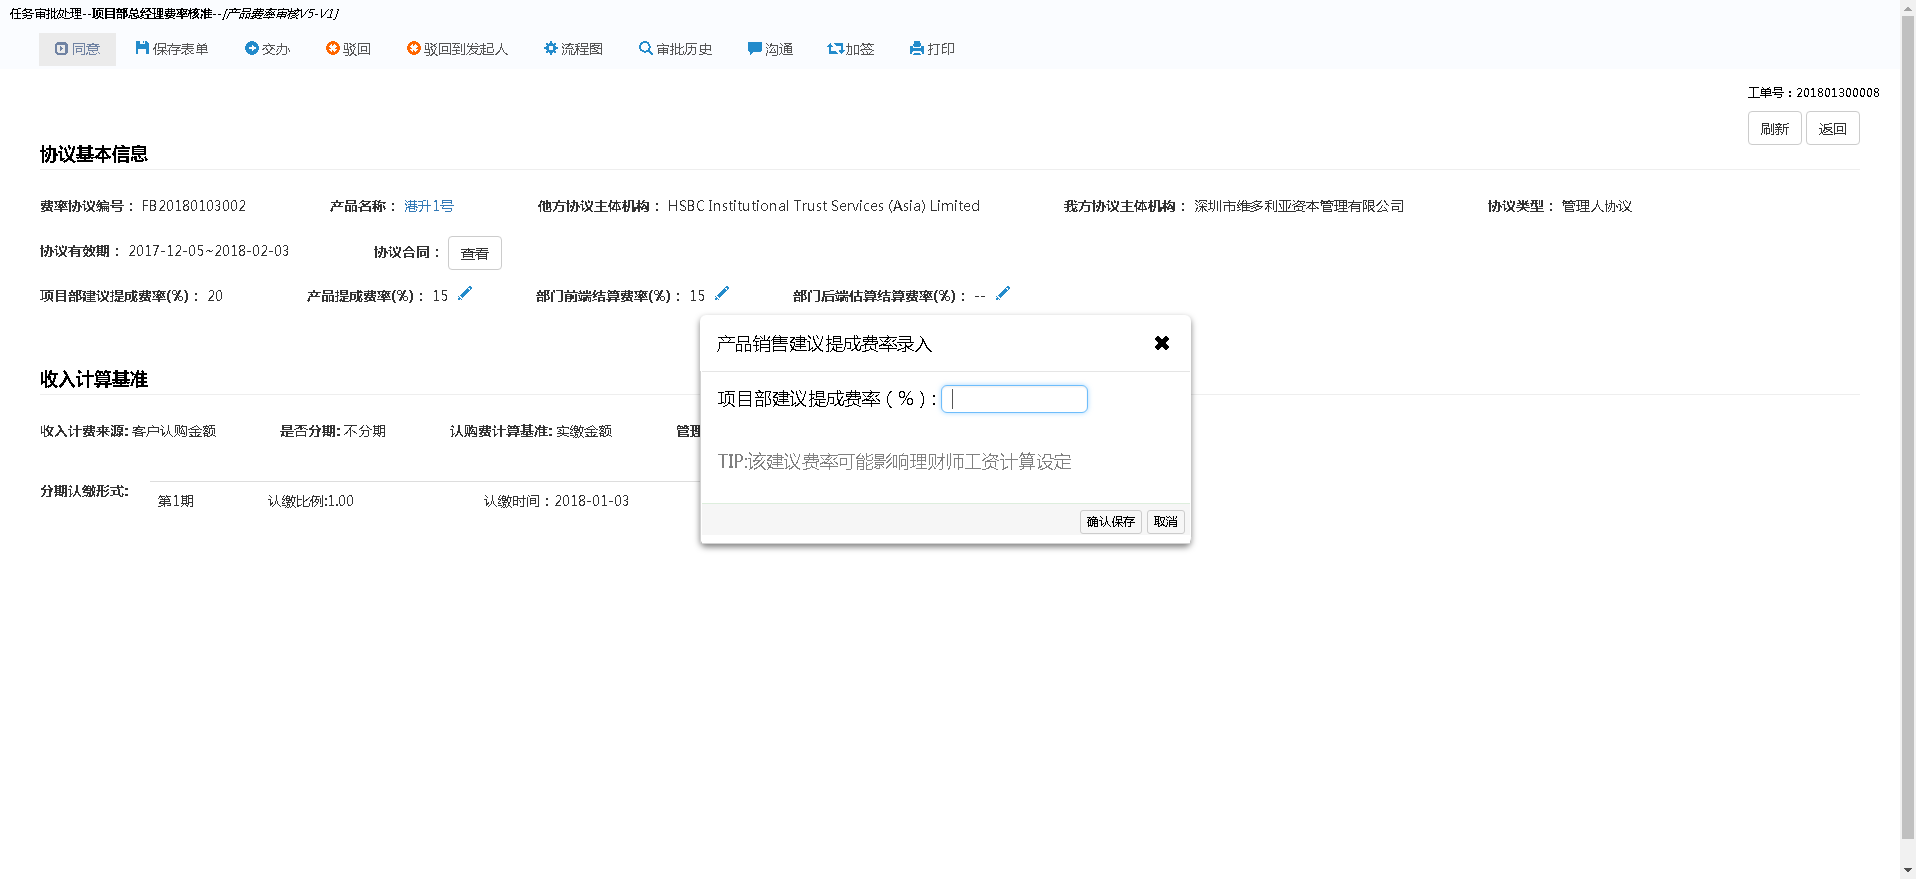 任务审批处理--项目部总经理费率核准--[产品费率审核V5-V1]
同意 保存表单 交办 驳回 驳回到发起人 流程图 审批历史 沟通 加签 打印
工单号：201801300008
刷新 返回
协议基本信息
费率协议编号： FB20180103002 产品名称： 港升1号 他方协议主体机构： HSBC Institutional Trust Services (Asia) Limited 我方协议主体机构： 深圳市维多利亚资本管理有限公司 协议类型： 管理人协议
协议有效期： 2017-12-05~2018-02-03 协议合同： 查看
项目部建议提成费率(%)： 20 产品提成费率(%)： 15 部门前端结算费率(%)： 15 部门后端估算结算费率(%)： --
产品销售建议提成费率录入
项目部建议提成费率（%）:
TIP:该建议费率可能影响理财师工资计算设定
确认保存 取消
收入计算基准
收入计费来源: 客户认购金额 是否分期: 不分期 认购费计算基准: 实缴金额 管理
分期认缴形式: 第1期 认缴比例:1.00 认缴时间：2018-01-03